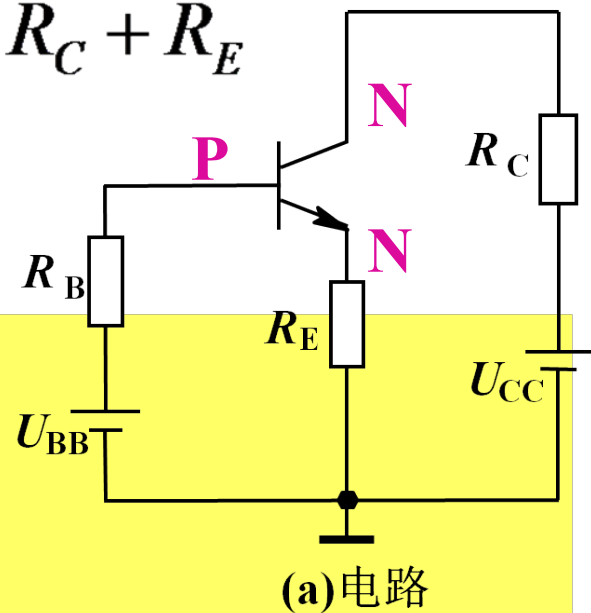 R_C + R_E
N
P
R_C
N
R_B
R_E
U_CC
U_BB
(a)电路